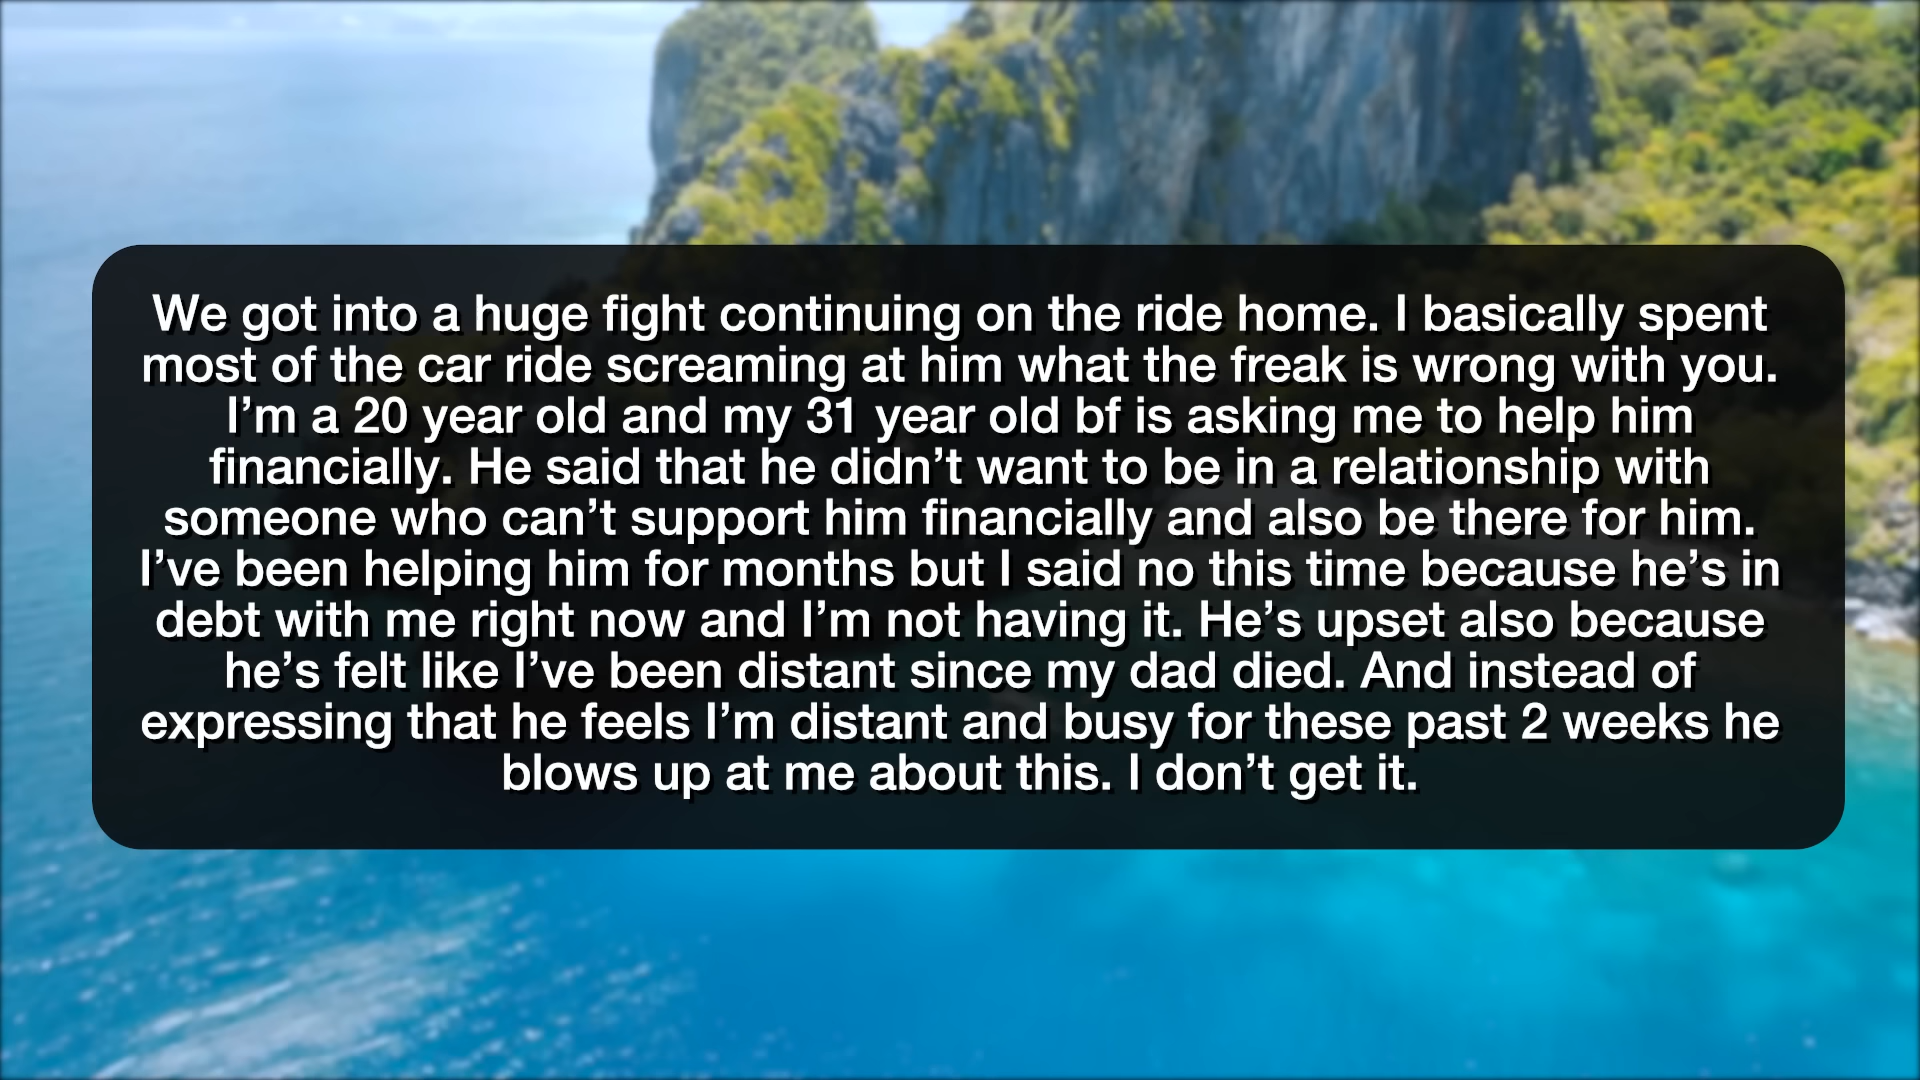 We got into a huge fight continuing on the ride home. I basically spent
most of the car ride screaming at him what the freak is wrong with you.
I’m a 20 year old and my 31 year old bf is asking me to help him
financially. He said that he didn’t want to be in a relationship with
someone who can’t support him financially and also be there for him.
I’ve been helping him for months but I said no this time because he’s in
debt with me right now and I’m not having it. He’s upset also because
he’s felt like I’ve been distant since my dad died. And instead of
expressing that he feels I’m distant and busy for these past 2 weeks he
blows up at me about this. I don’t get it.